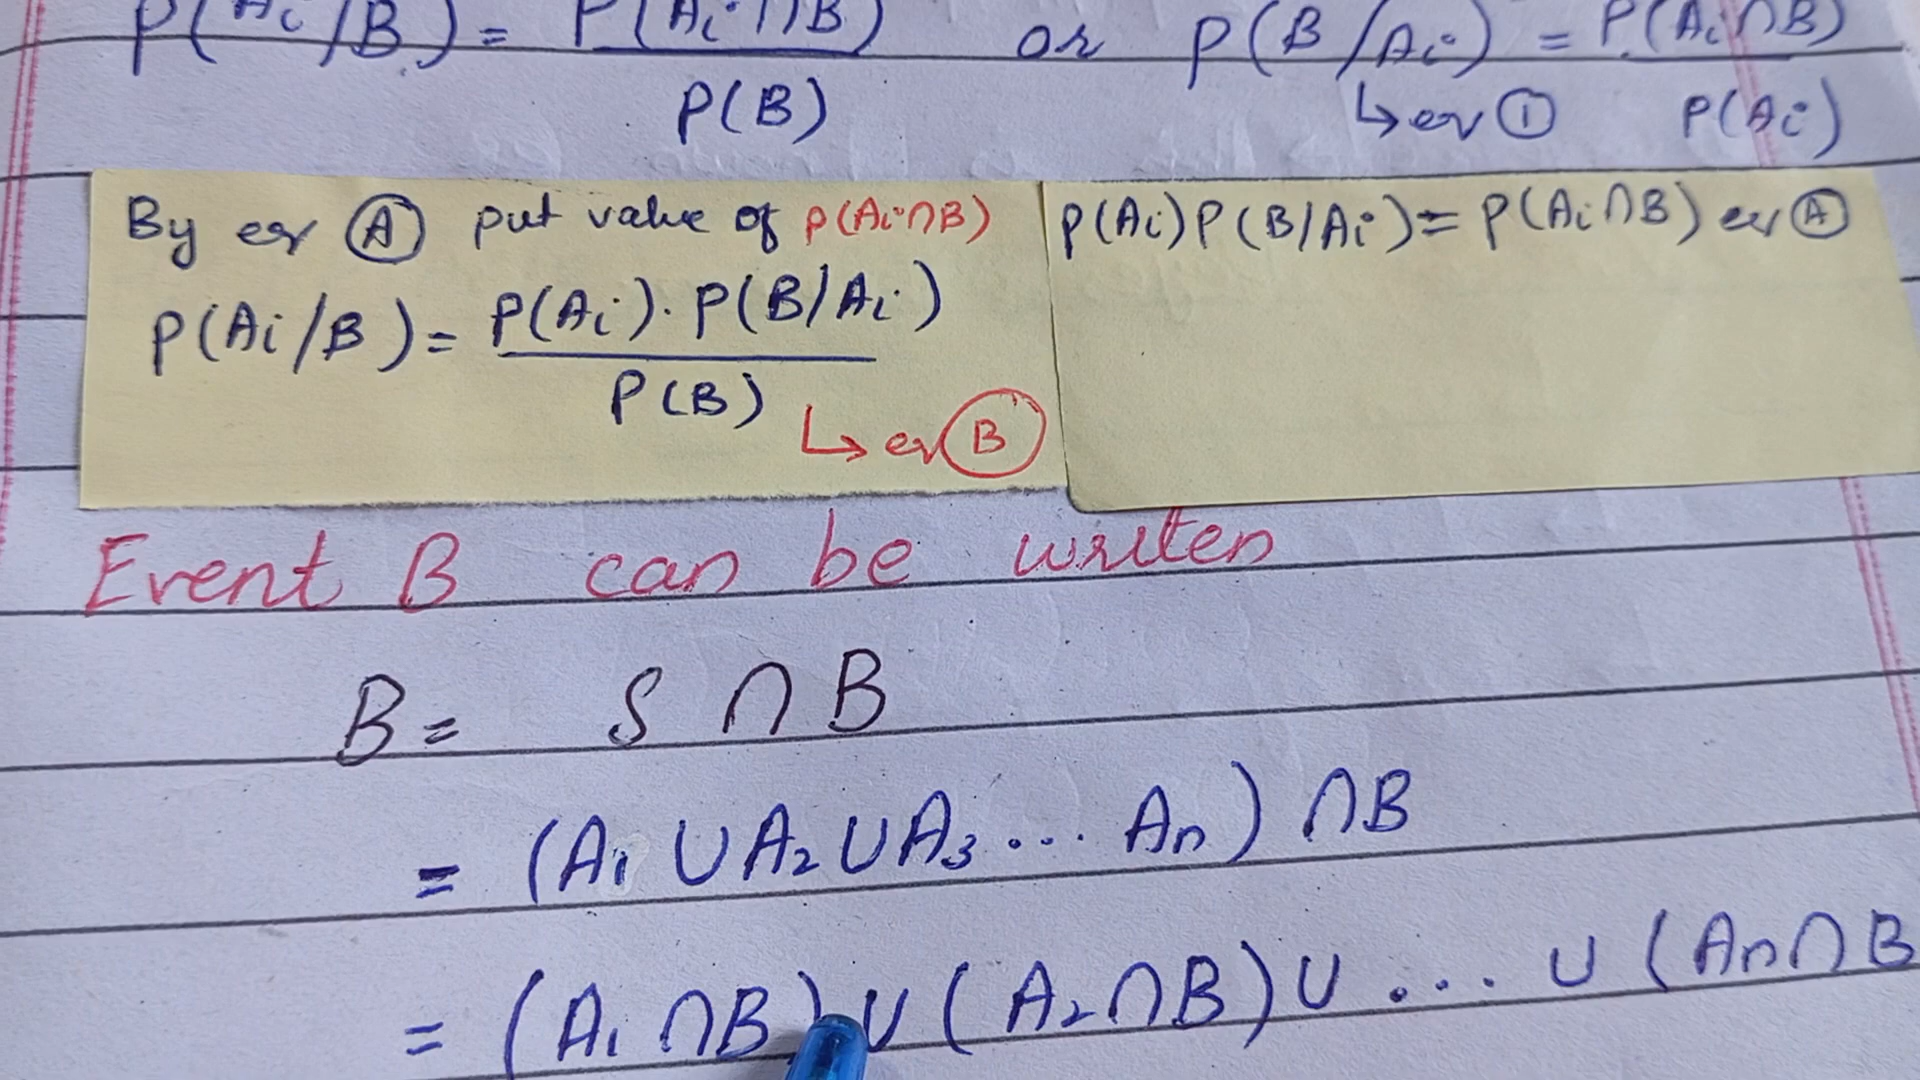 P(Ai/B) = P(Ai∩B) / P(B) or P(B/Ai) = P(Ai∩B) / P(Ai)
↳ eq ①
By eq Ⓐ put value of P(Ai∩B)
P(Ai/B) = P(Ai)·P(B/Ai) / P(B)
↳ eq Ⓑ
P(Ai)P(B/Ai) = P(Ai∩B) eq Ⓐ
Event B can be writen
B = S ∩ B
= (A1 ∪ A2 ∪ A3 ... An) ∩ B
= (A1 ∩ B) ∪ (A2 ∩ B) ∪ ... ∪ (An ∩ B